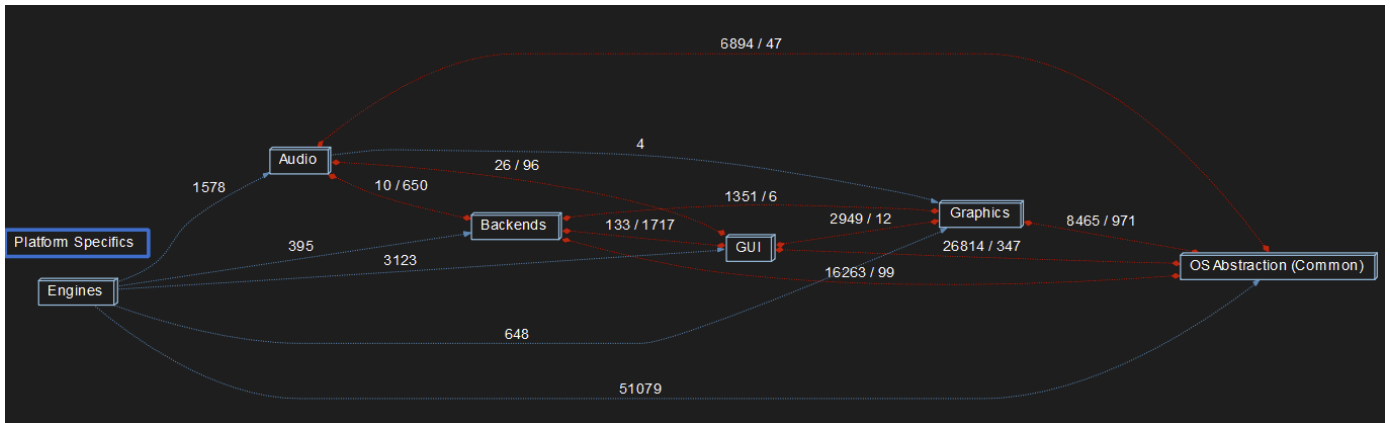 6894 / 47
4
Audio
26 / 96
1578
10 / 650
1351 / 6
Graphics
2949 / 12
8465 / 971
Backends
133 / 1717
Platform Specifics
395
GUI
26814 / 347
3123
16263 / 99
OS Abstraction (Common)
Engines
648
51079